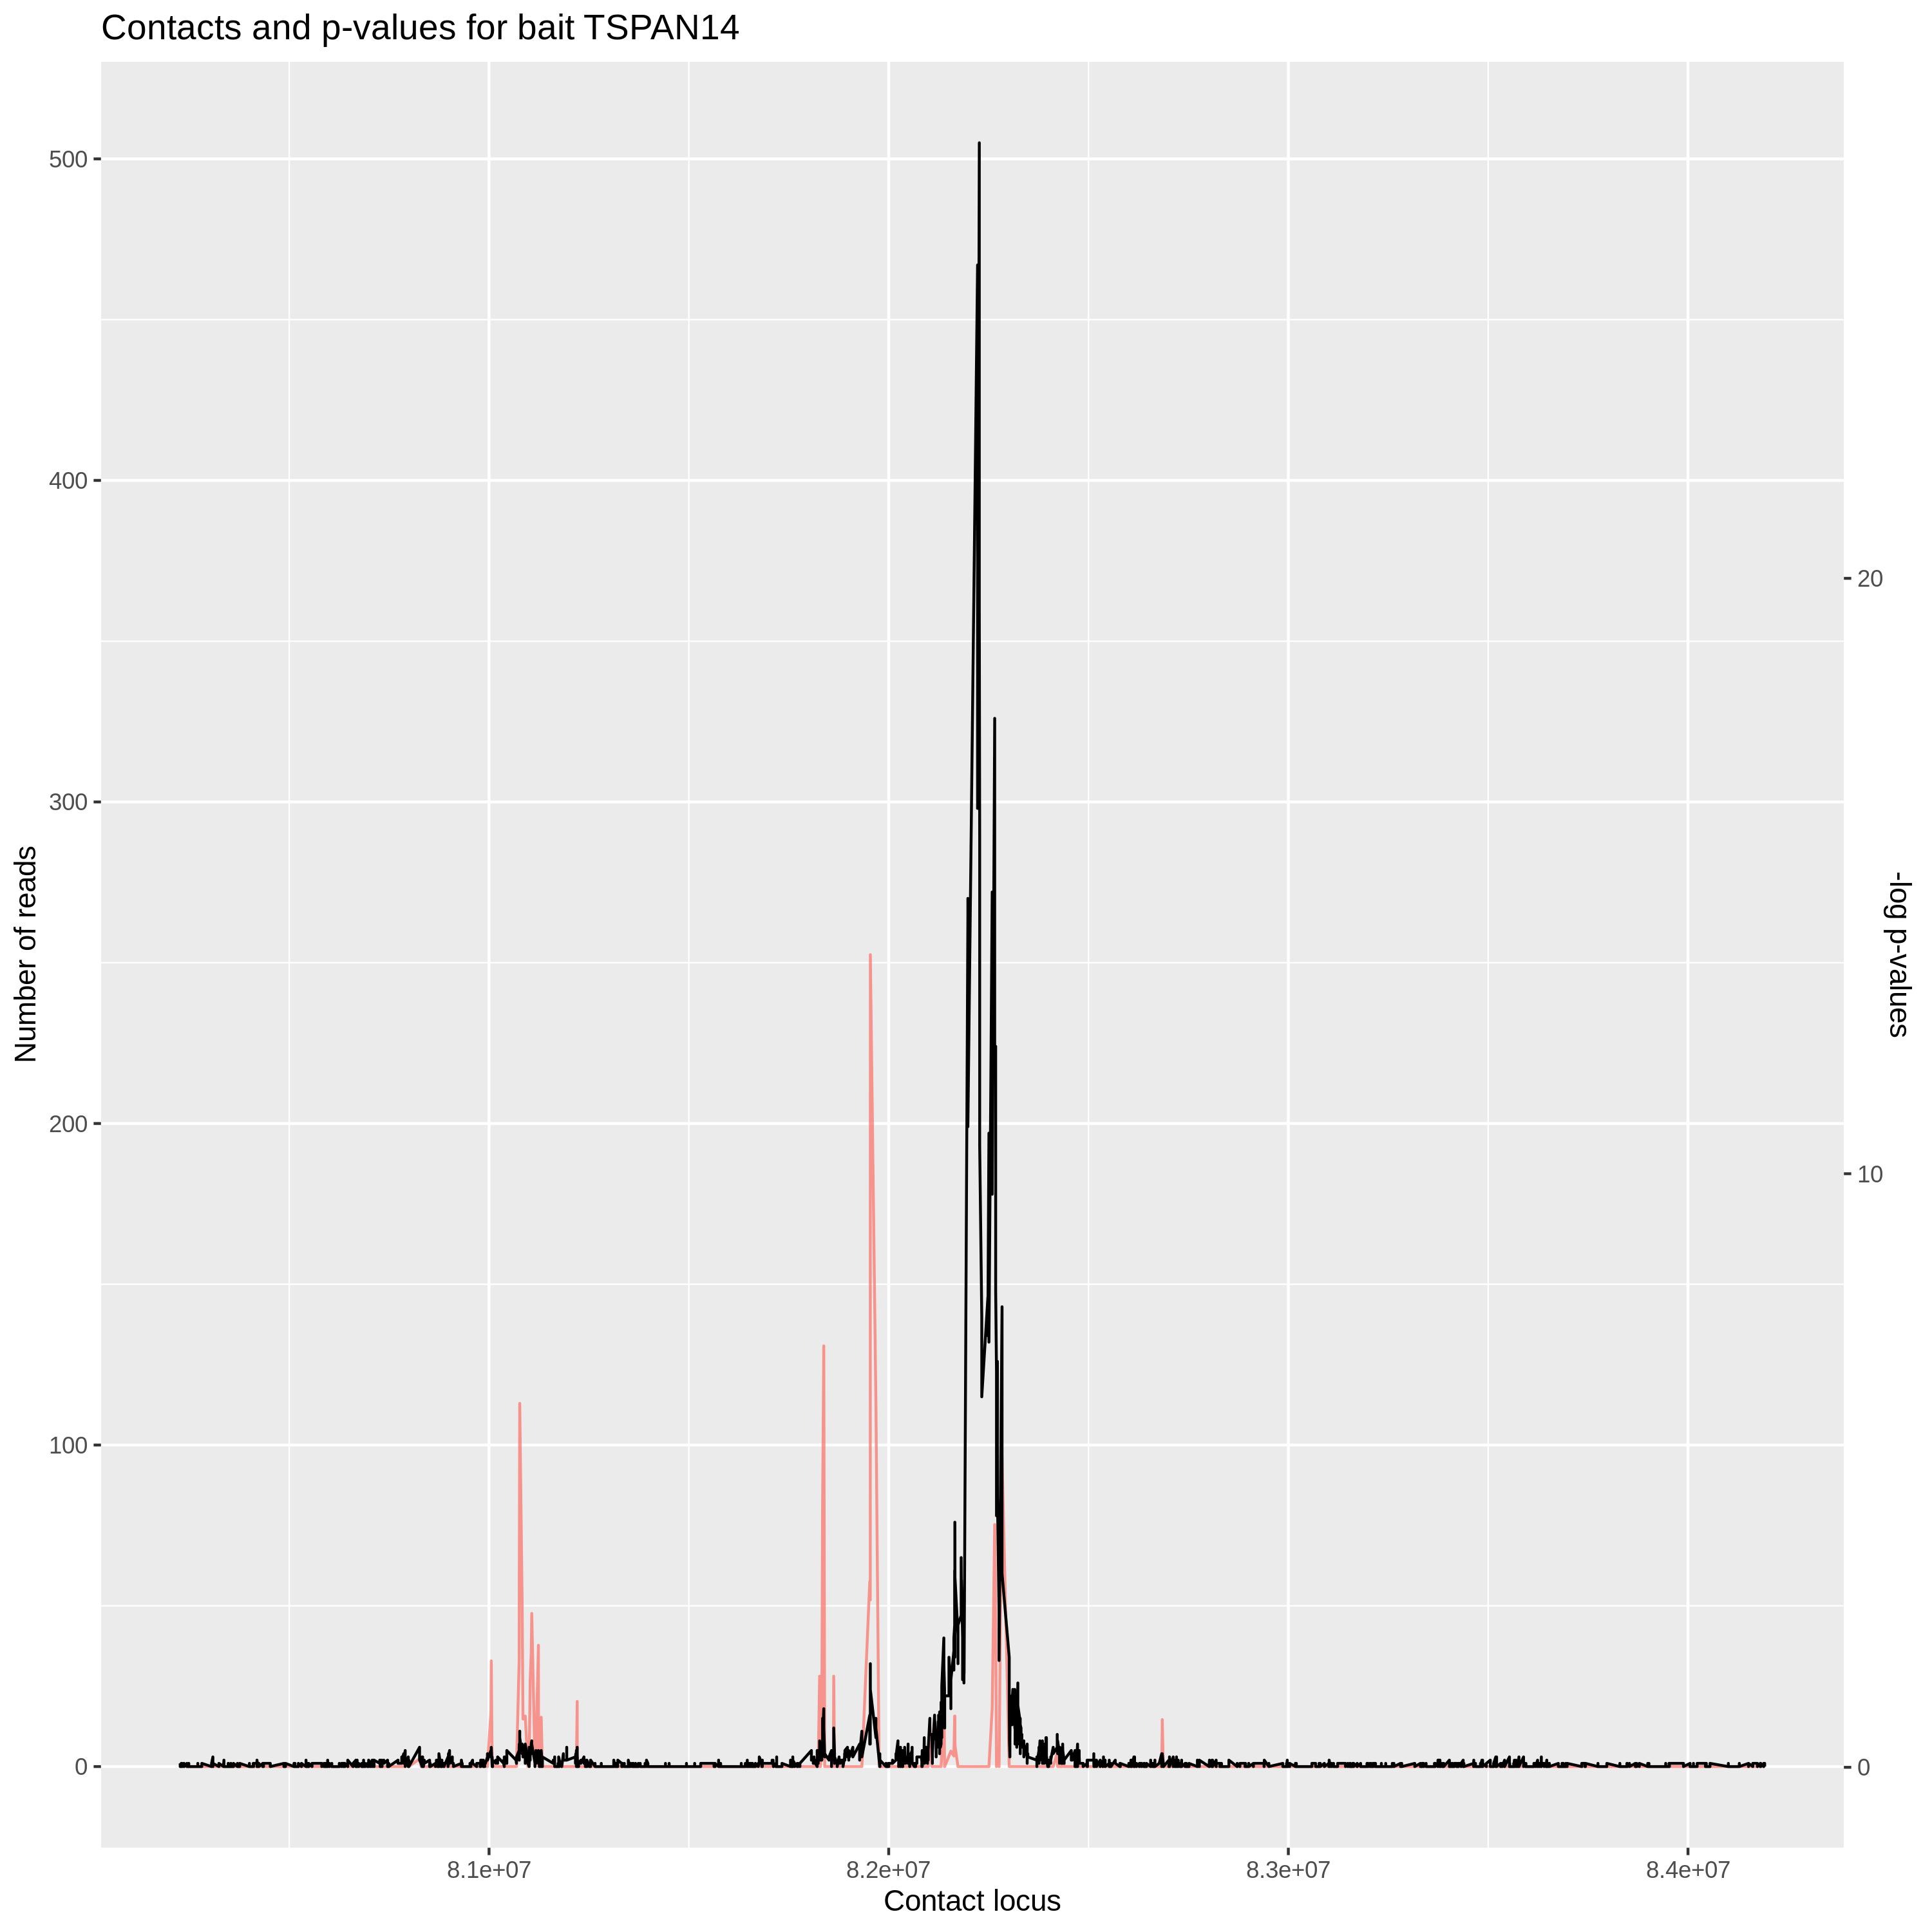 Contacts and p-values for bait TSPAN14
500
400
300
200
100
0
Number of reads
20
10
0
-log p-values
8.1e+07
8.2e+07
8.3e+07
8.4e+07
Contact locus